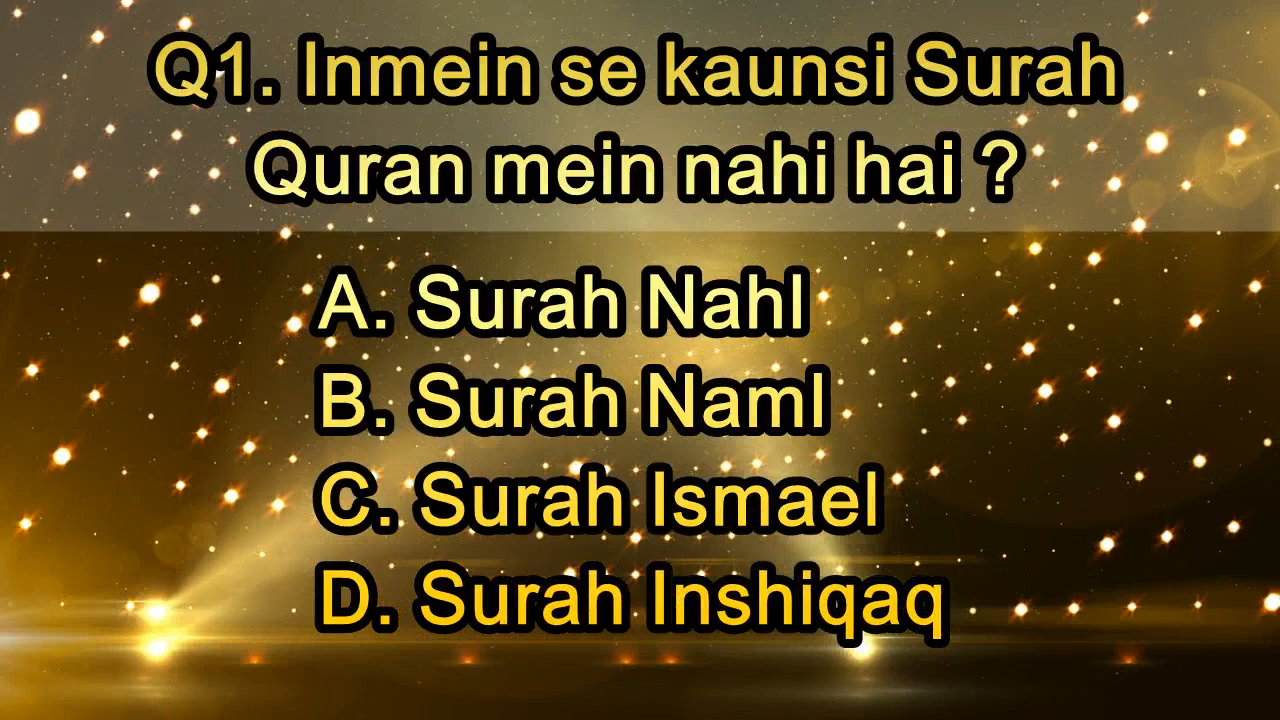 Q1. Inmein se kaunsi Surah
Quran mein nahi hai ?
A. Surah Nahl
B. Surah Naml
C. Surah Ismael
D. Surah Inshiqaq